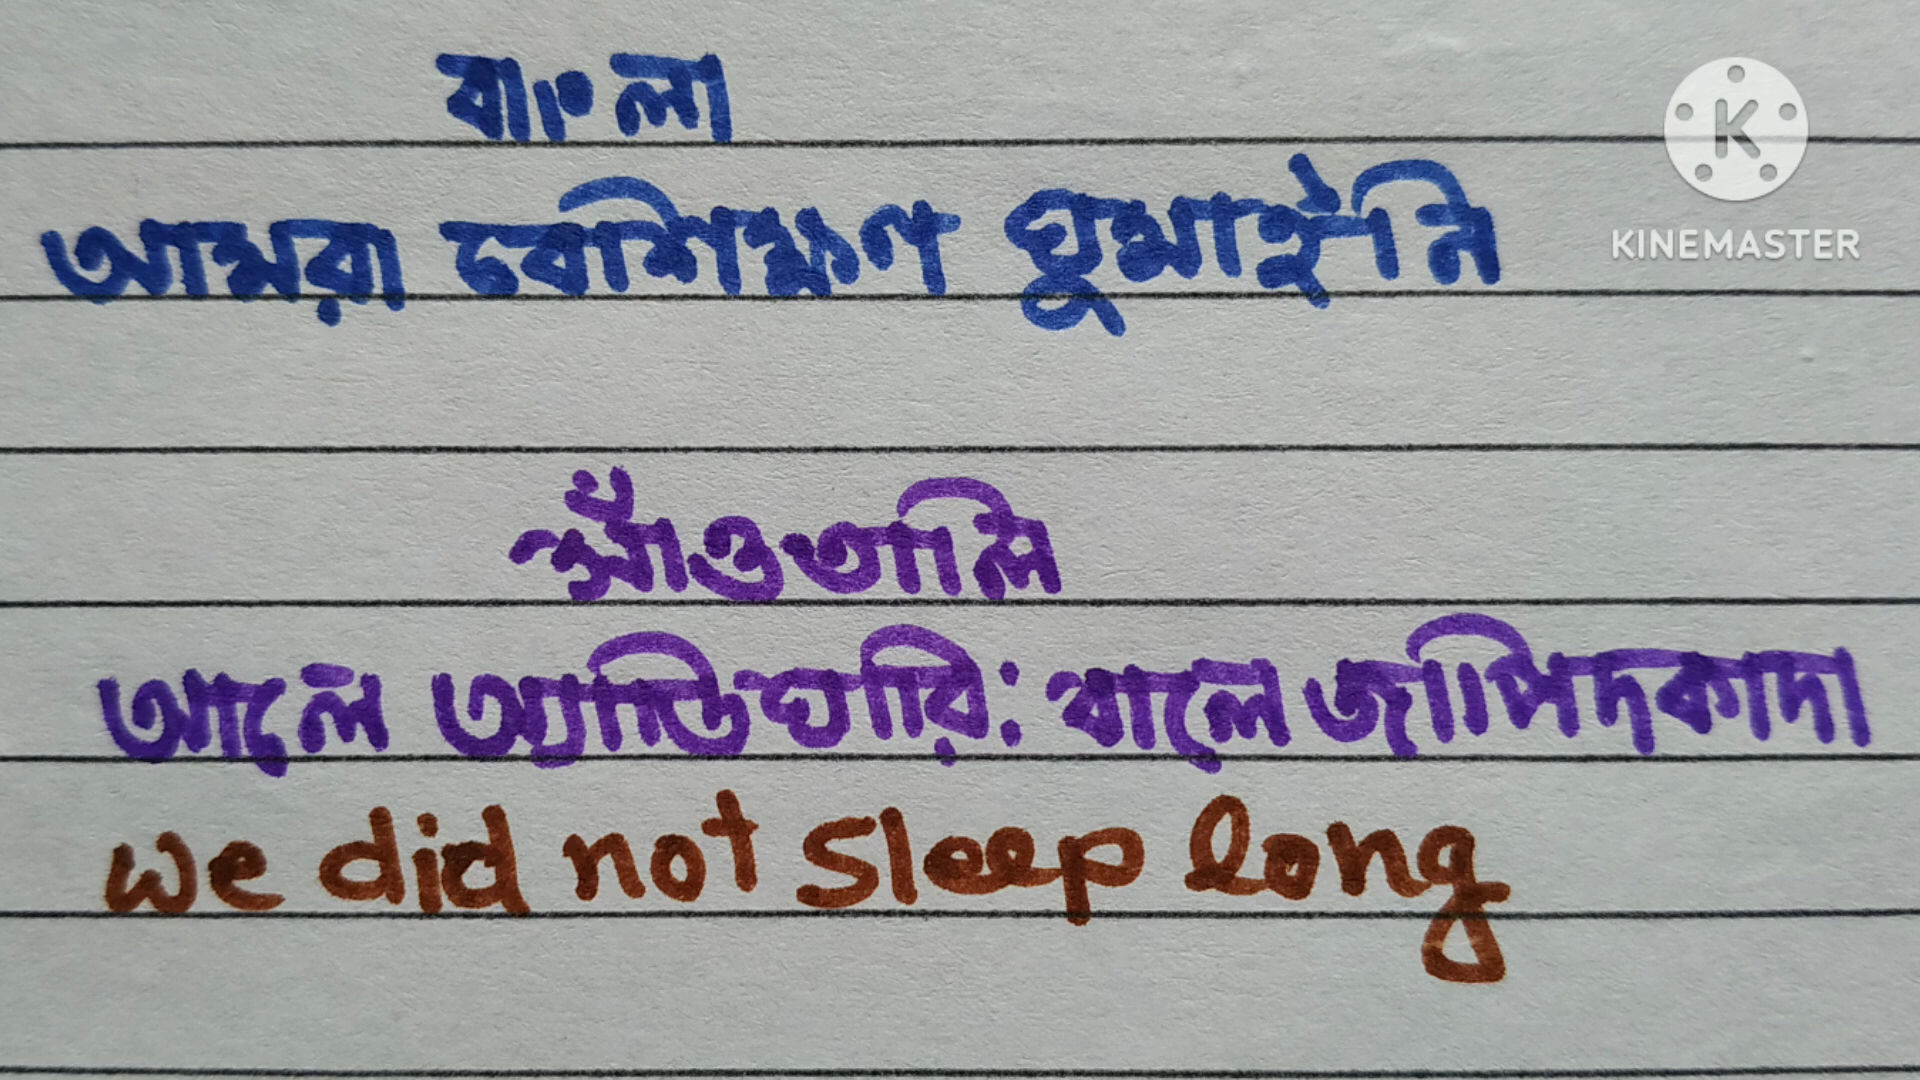 বাংলা
আমরা বেশিক্ষণ ঘুমাইনি
সাঁওতালি
আলে অ্যাডিঘারি: বালে জাপিদকাদা
we did not sleep long
K
KINEMASTER